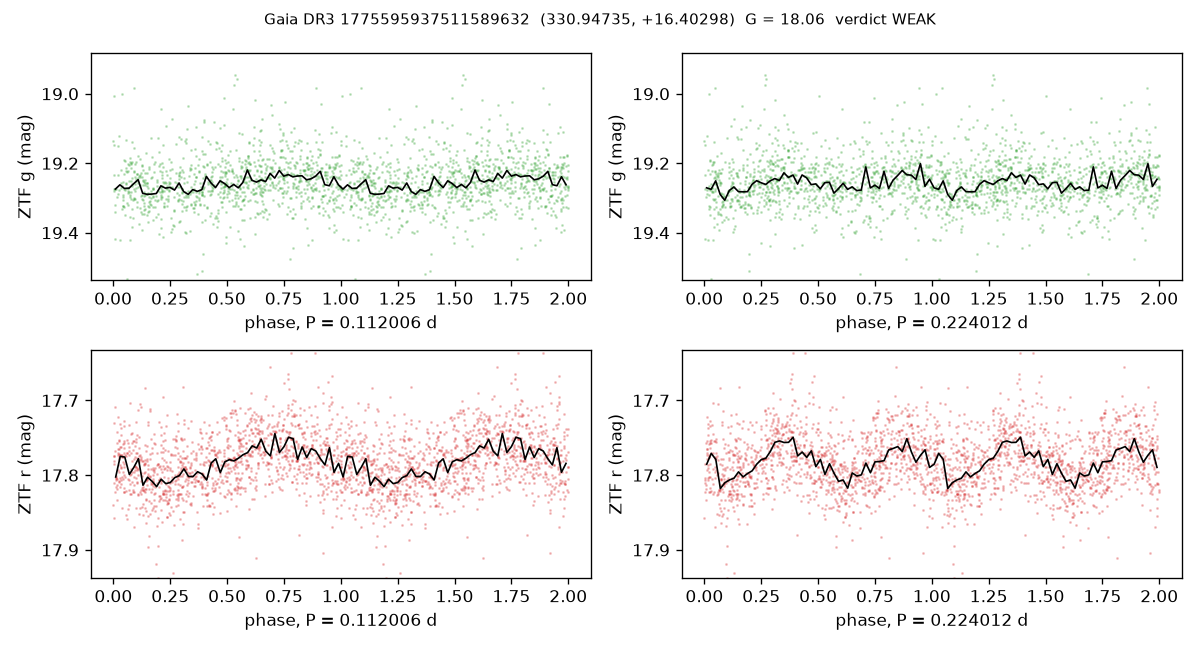 Gaia DR3 1775595937511589632  (330.94735, +16.40298)  G = 18.06  verdict WEAK
19.0
19.2
19.4
ZTF g (mag)
0.00 0.25 0.50 0.75 1.00 1.25 1.50 1.75 2.00
phase, P = 0.112006 d
19.0
19.2
19.4
ZTF g (mag)
0.00 0.25 0.50 0.75 1.00 1.25 1.50 1.75 2.00
phase, P = 0.224012 d
17.7
17.8
17.9
ZTF r (mag)
0.00 0.25 0.50 0.75 1.00 1.25 1.50 1.75 2.00
phase, P = 0.112006 d
17.7
17.8
17.9
ZTF r (mag)
0.00 0.25 0.50 0.75 1.00 1.25 1.50 1.75 2.00
phase, P = 0.224012 d